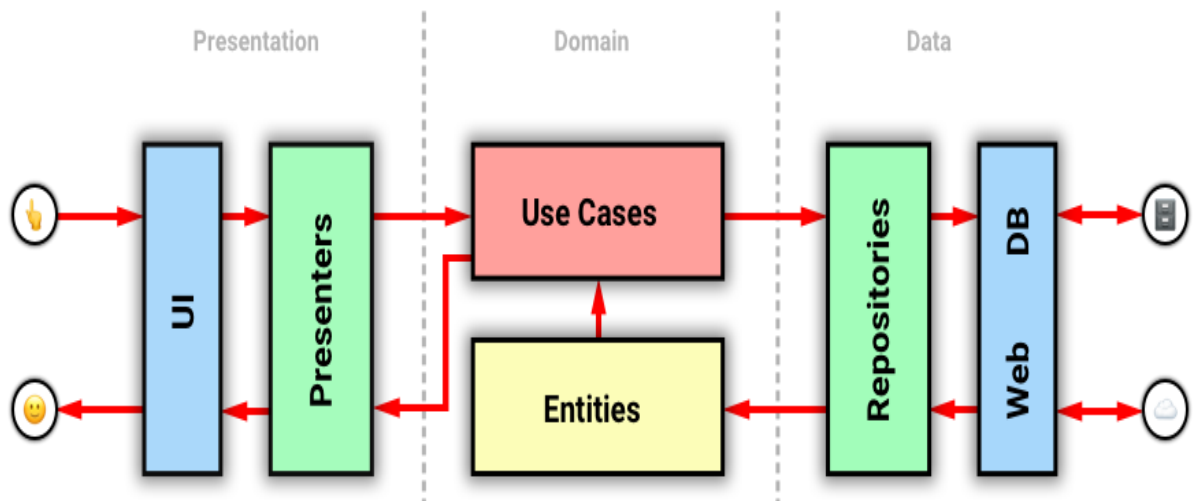 Presentation
Domain
Data
UI
Presenters
Use Cases
Entities
Repositories
DB
Web